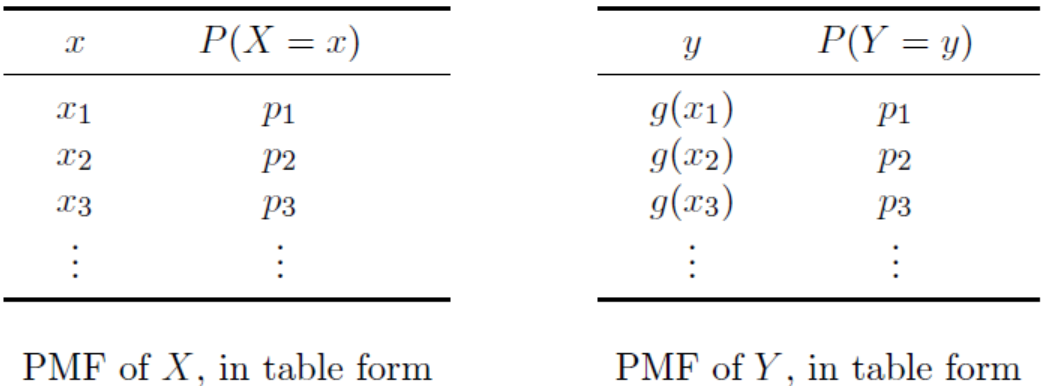 x P(X = x) y P(Y = y)
x1 p1 g(x1) p1
x2 p2 g(x2) p2
x3 p3 g(x3) p3
⋮ ⋮ ⋮ ⋮
PMF of X, in table form PMF of Y, in table form